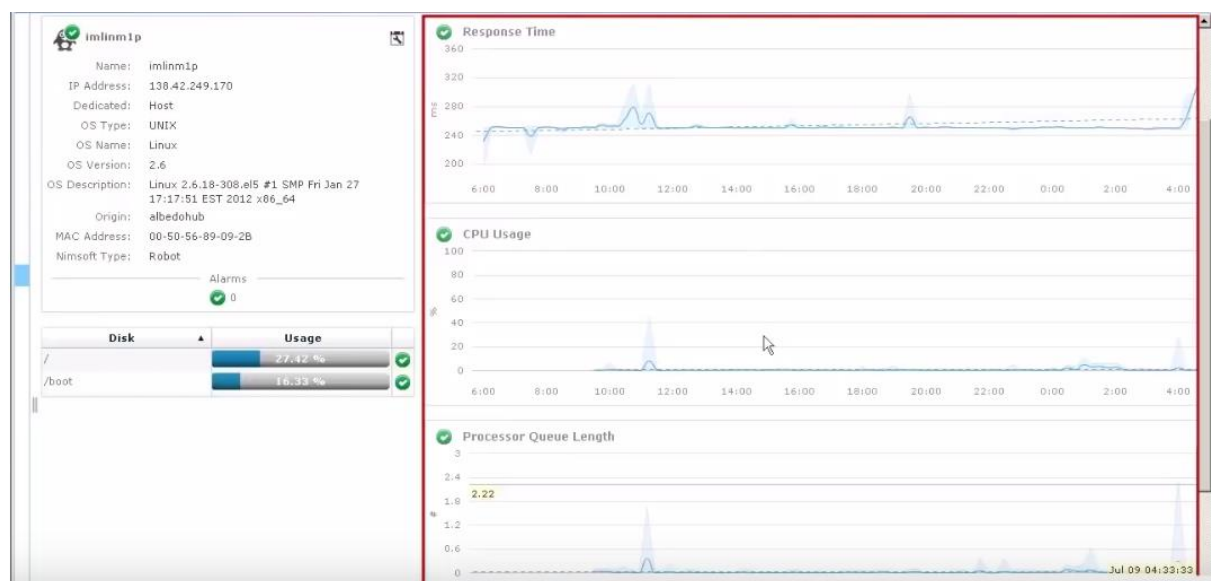 imlinm1p
Name: imlinm1p
IP Address: 138.42.249.170
Dedicated: Host
OS Type: UNIX
OS Name: Linux
OS Version: 2.6
OS Description: Linux 2.6.18-308.el5 #1 SMP Fri Jan 27
17:17:51 EST 2012 x86_64
Origin: albedohub
MAC Address: 00-50-56-89-09-2B
Nimsoft Type: Robot
Alarms
0
Disk Usage
/ 27.42 %
/boot 16.33 %
Response Time
360
320
280
240
200
ms
6:00 8:00 10:00 12:00 14:00 16:00 18:00 20:00 22:00 0:00 2:00 4:00
CPU Usage
100
80
60
40
20
0
%
6:00 8:00 10:00 12:00 14:00 16:00 18:00 20:00 22:00 0:00 2:00 4:00
Processor Queue Length
3
2.4
2.22
1.8
1.2
0.6
0
#
Jul 09 04:33:33